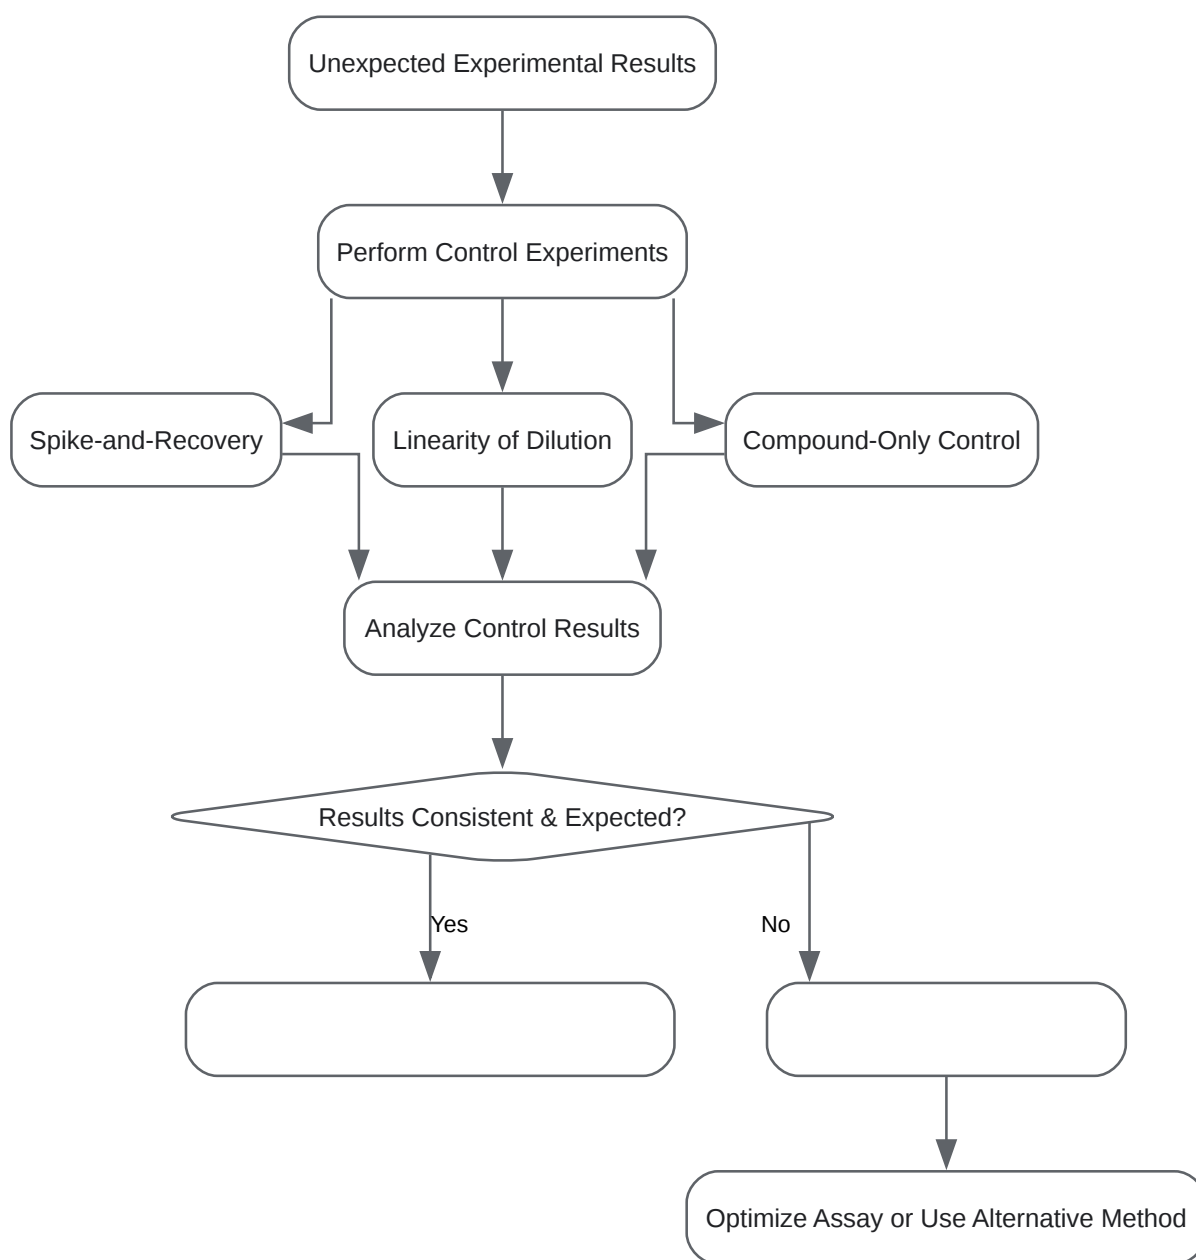 Unexpected Experimental Results
Perform Control Experiments
Spike-and-Recovery
Linearity of Dilution
Compound-Only Control
Analyze Control Results
Results Consistent & Expected?
Yes
No
Optimize Assay or Use Alternative Method